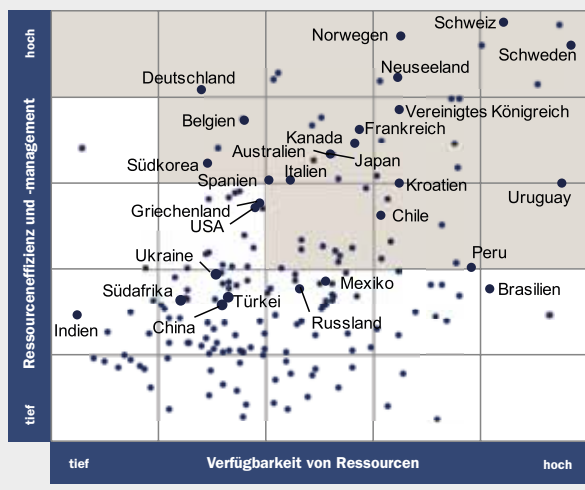 Schweiz
Norwegen
Schweden
Neuseeland
Deutschland
Vereinigtes Königreich
Belgien
Frankreich
Kanada
Australien
Japan
Südkorea
Italien
Spanien
Kroatien
Uruguay
Griechenland
Chile
USA
Peru
Ukraine
Mexiko
Brasilien
Südafrika
Türkei
Russland
China
Indien
hoch
Ressourceneffizienz und -management
tief
tief
Verfügbarkeit von Ressourcen
hoch